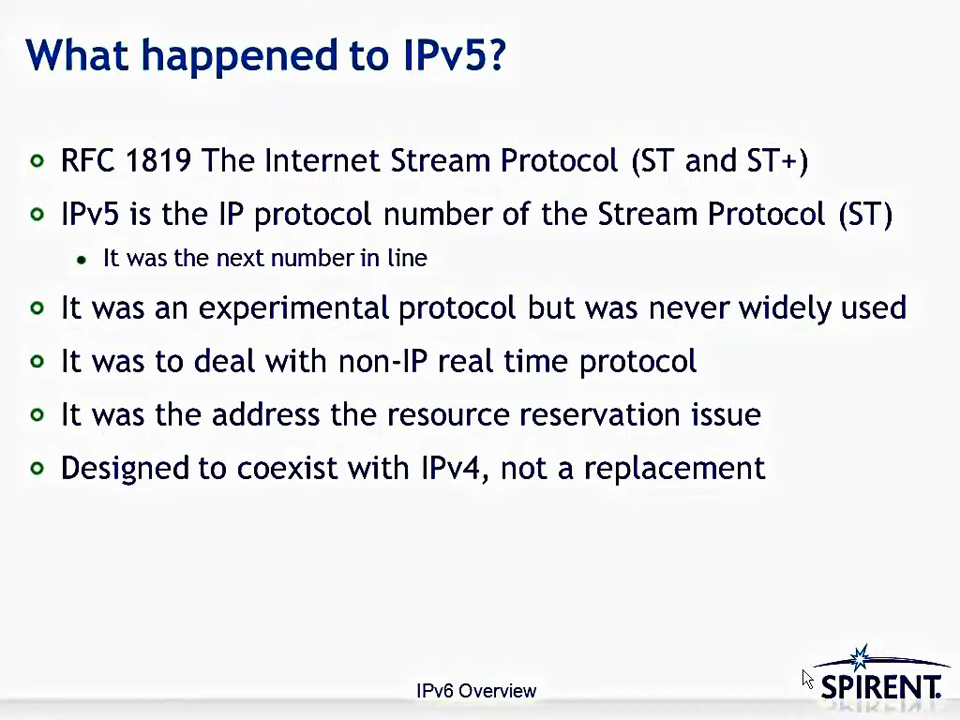 What happened to IPv5?
RFC 1819 The Internet Stream Protocol (ST and ST+)
IPv5 is the IP protocol number of the Stream Protocol (ST)
It was the next number in line
It was an experimental protocol but was never widely used
It was to deal with non-IP real time protocol
It was the address the resource reservation issue
Designed to coexist with IPv4, not a replacement
IPv6 Overview
SPIRENT.